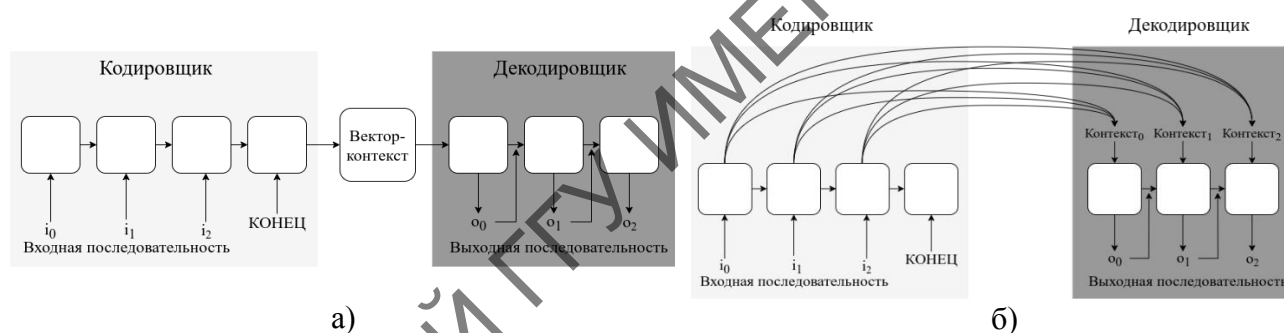 Кодировщик
Декодировщик
Вектор-
контекст
i0
i1
i2
КОНЕЦ
Входная последовательность
o0
o1
o2
Выходная последовательность
а)
Кодировщик
Декодировщик
Контекст0
Контекст1
Контекст2
i0
i1
i2
КОНЕЦ
Входная последовательность
o0
o1
o2
Выходная последовательность
б)
ГГУ